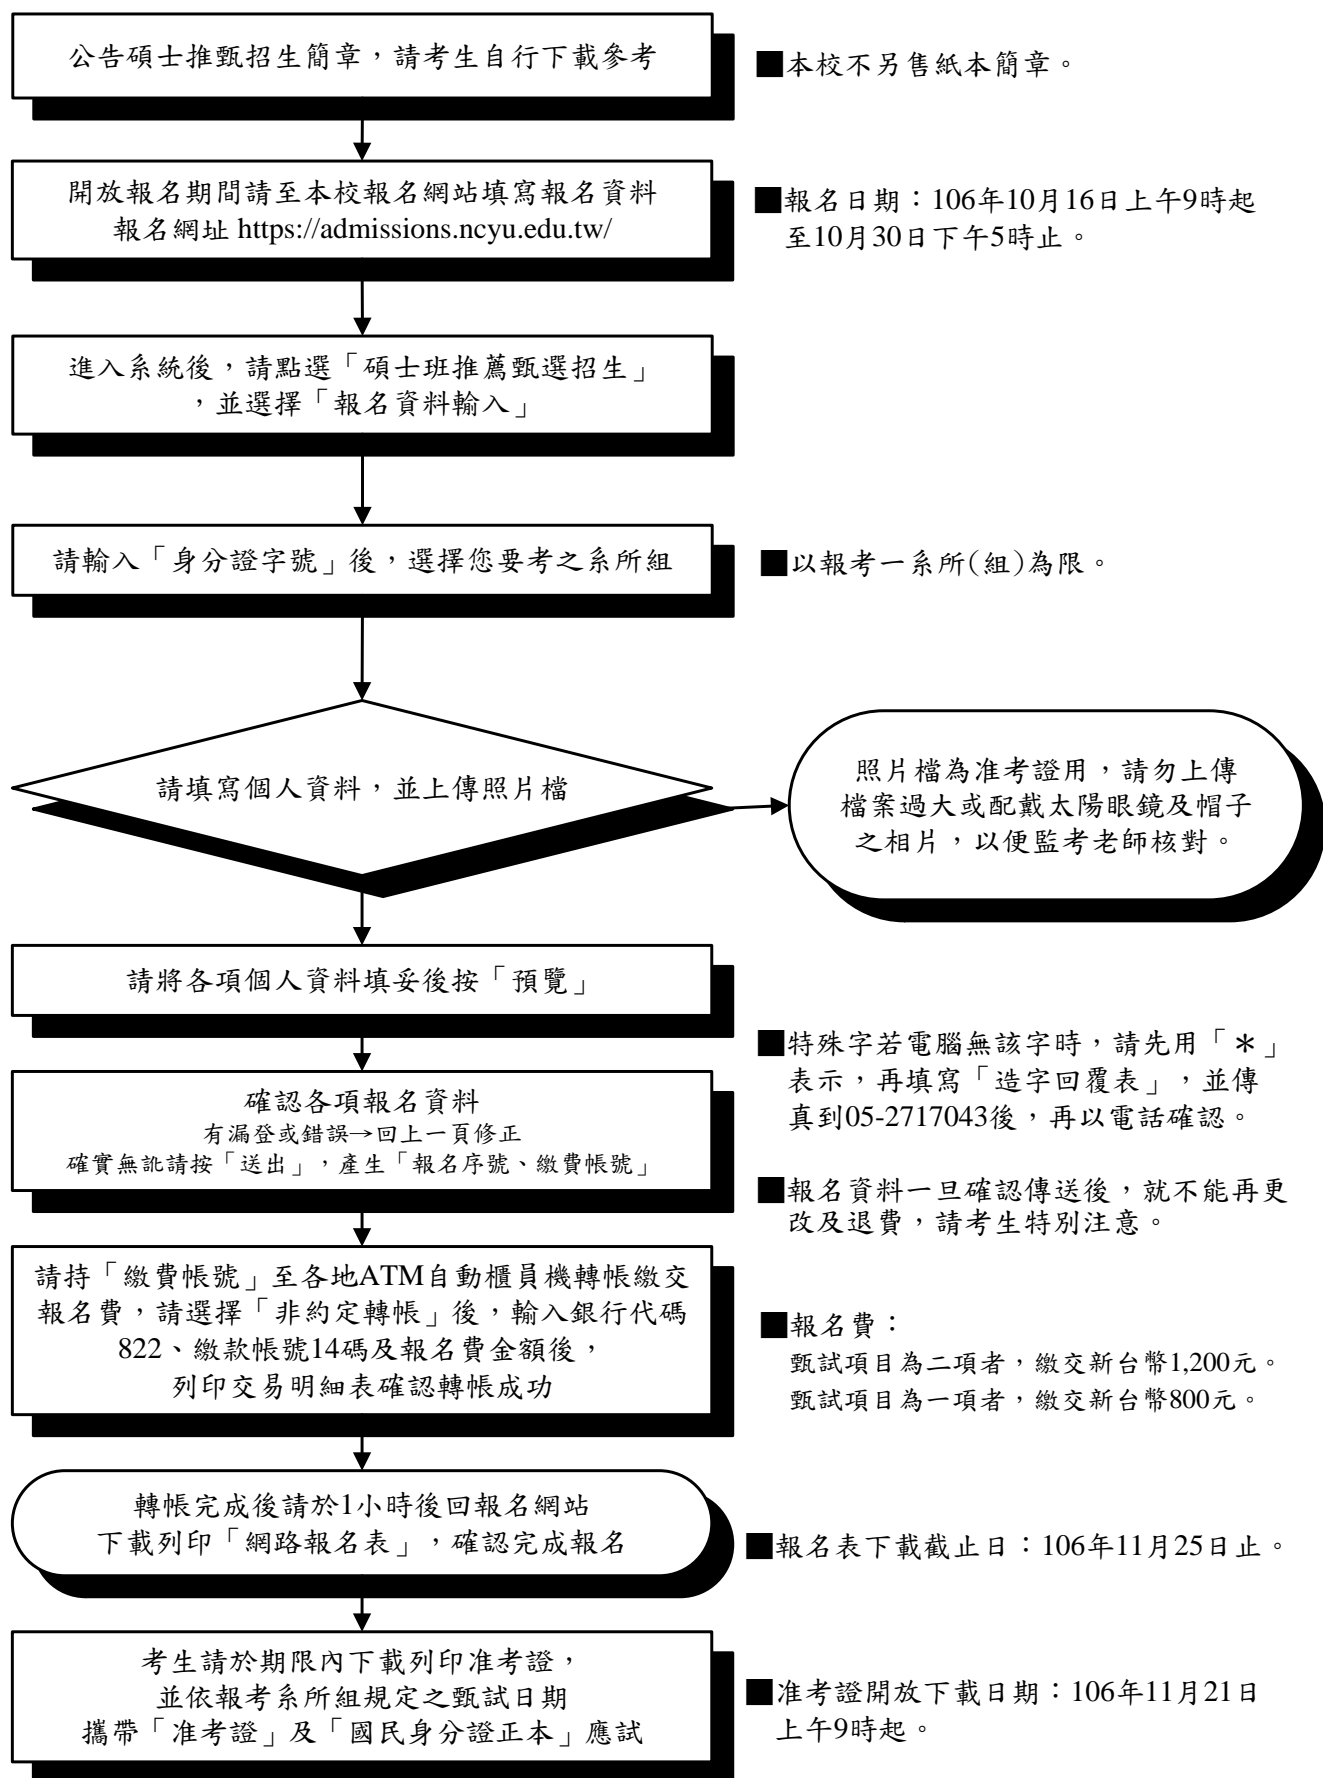 公告碩士推甄招生簡章，請考生自行下載參考
■本校不另售紙本簡章。
開放報名期間請至本校報名網站填寫報名資料
報名網址 https://admissions.ncyu.edu.tw/
■報名日期：106年10月16日上午9時起
至10月30日下午5時止。
進入系統後，請點選「碩士班推薦甄選招生」
，並選擇「報名資料輸入」
請輸入「身分證字號」後，選擇您要考之系所組
■以報考一系所(組)為限。
請填寫個人資料，並上傳照片檔
照片檔為准考證用，請勿上傳
檔案過大或配戴太陽眼鏡及帽子
之相片，以便監考老師核對。
請將各項個人資料填妥後按「預覽」
■特殊字若電腦無該字時，請先用「＊」
表示，再填寫「造字回覆表」，並傳
真到05-2717043後，再以電話確認。
確認各項報名資料
有漏登或錯誤→回上一頁修正
確實無訛請按「送出」，產生「報名序號、繳費帳號」
■報名資料一旦確認傳送後，就不能再更
改及退費，請考生特別注意。
請持「繳費帳號」至各地ATM自動櫃員機轉帳繳交
報名費，請選擇「非約定轉帳」後，輸入銀行代碼
822、繳款帳號14碼及報名費金額後，
列印交易明細表確認轉帳成功
■報名費：
甄試項目為二項者，繳交新台幣1,200元。
甄試項目為一項者，繳交新台幣800元。
轉帳完成後請於1小時後回報名網站
下載列印「網路報名表」，確認完成報名
■報名表下載截止日：106年11月25日止。
考生請於期限內下載列印准考證，
並依報考系所組規定之甄試日期
攜帶「准考證」及「國民身分證正本」應試
■准考證開放下載日期：106年11月21日
上午9時起。